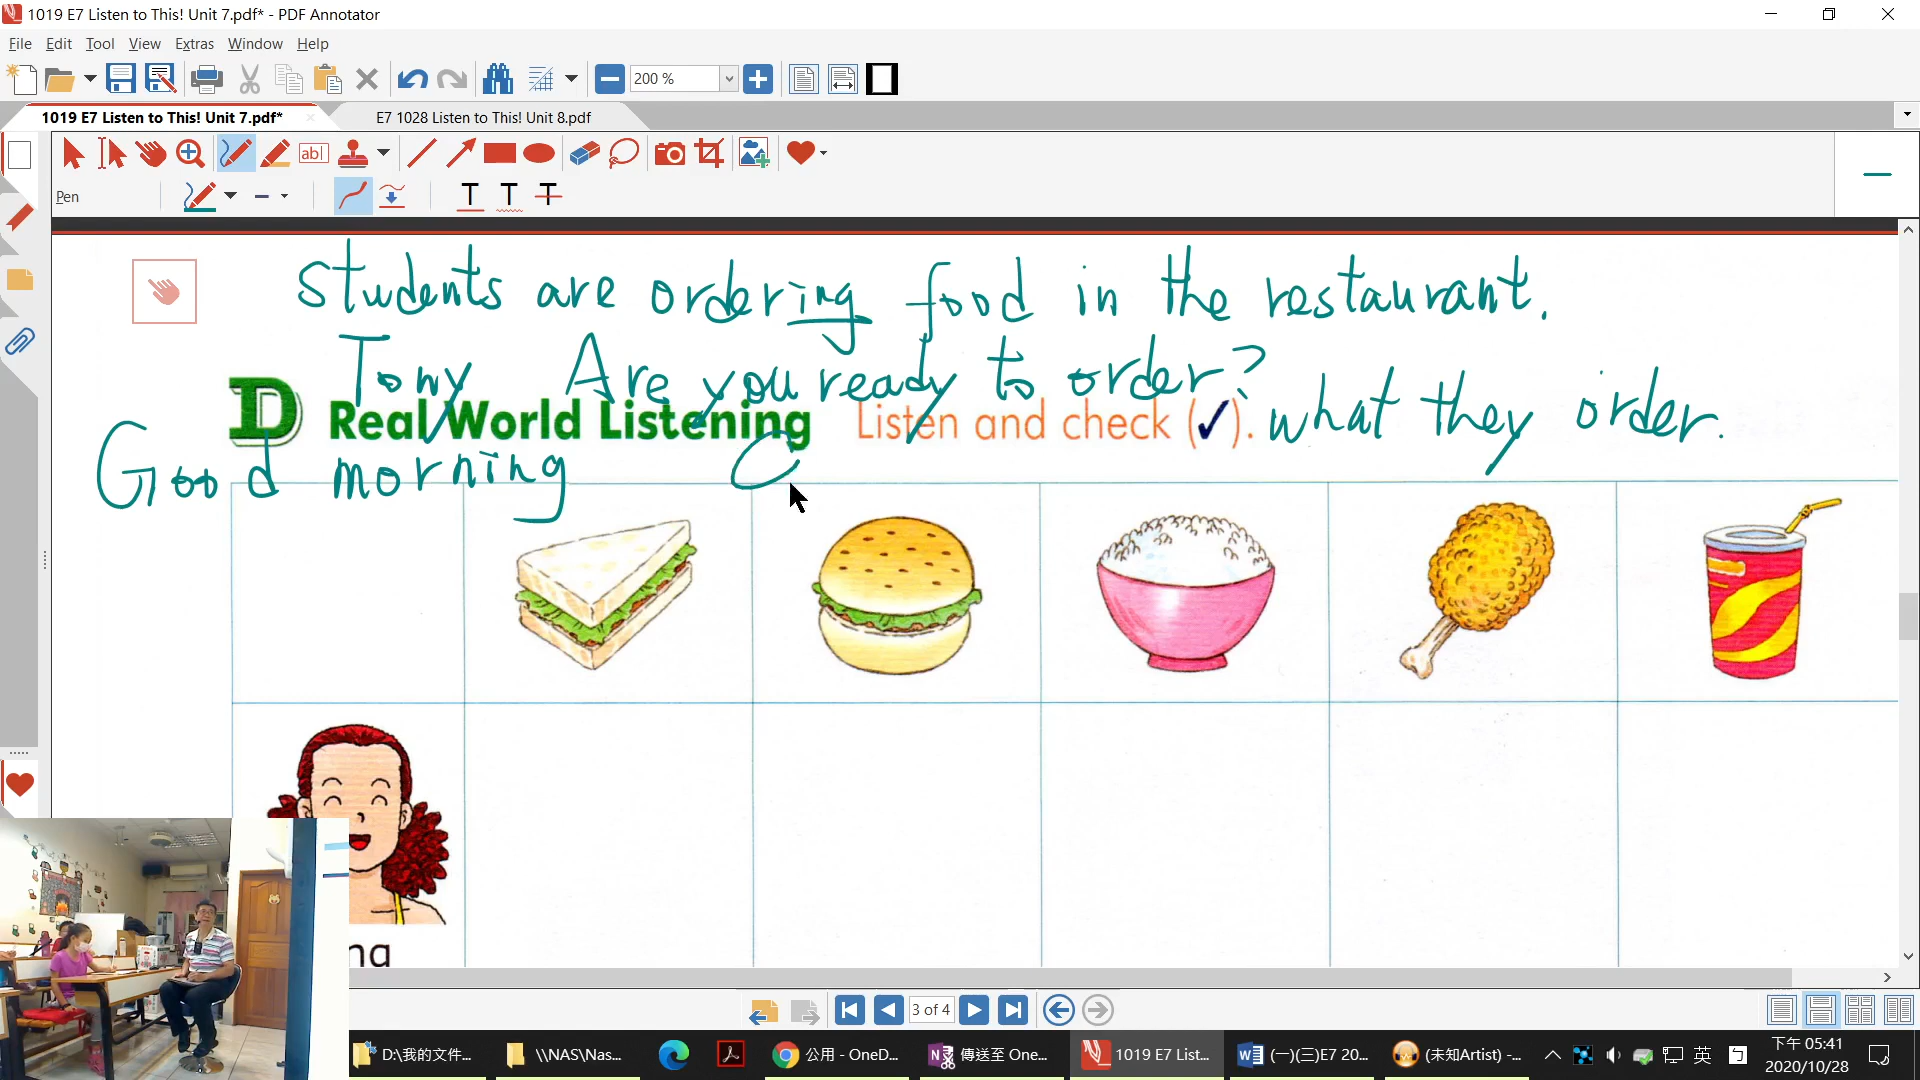 1019 E7 Listen to This! Unit 7.pdf* - PDF Annotator
File Edit Tool View Extras Window Help
200 %
1019 E7 Listen to This! Unit 7.pdf*
E7 1028 Listen to This! Unit 8.pdf
ab
Pen
T T T
Students are ordering food in the restaurant.
Tony Are you ready to order?
D Real World Listening Listen and check (✓). what they order.
Good morning C
na
3 of 4
D:\我的文件...
\\NAS\Nas...
公用 - OneD...
傳送至 One...
1019 E7 List...
(一)(三)E7 20...
(未知Artist) -...
英
下午 05:41
2020/10/28